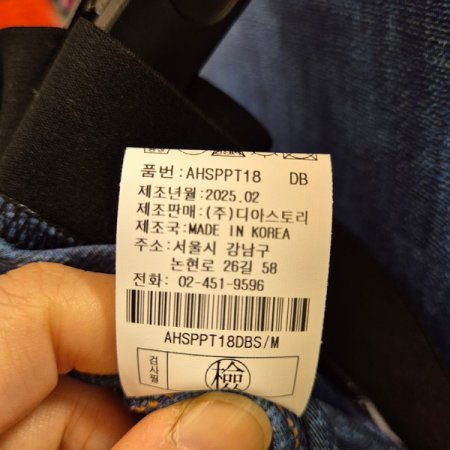 품번:AHSPPT18 DB
제조년월:2025.02
제조판매:(주)디아스토리
제조국:MADE IN KOREA
주소:서울시 강남구
논현로 26길 58
전화: 02-451-9596
AHSPPT18DBS/M
검사필 檢